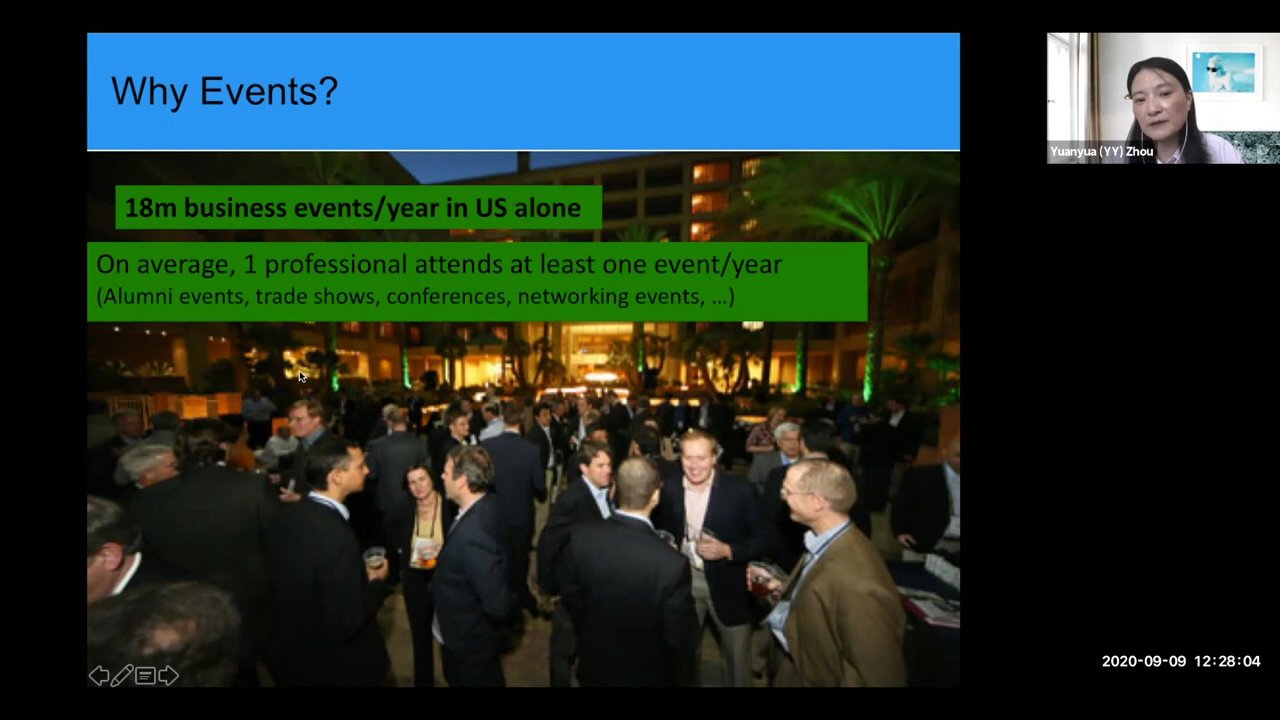 Why Events?
18m business events/year in US alone
On average, 1 professional attends at least one event/year
(Alumni events, trade shows, conferences, networking events, …)
Yuanyua (YY) Zhou
2020-09-09 12:28:04